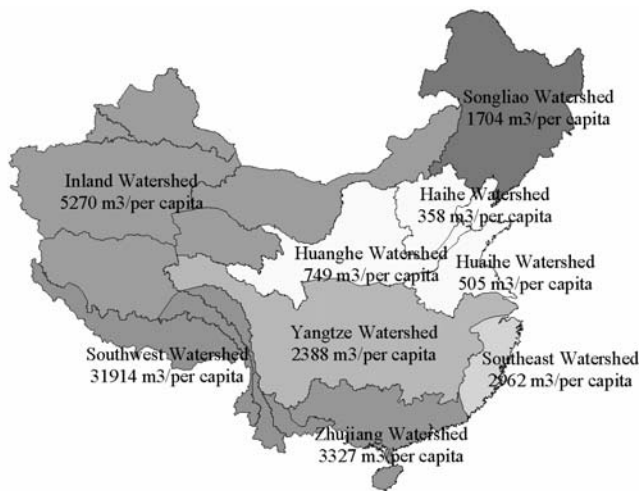 Songliao Watershed
1704 m3/per capita
Inland Watershed
5270 m3/per capita
Haihe Watershed
358 m3/per capita
Huanghe Watershed
749 m3/per capita
Huaihe Watershed
505 m3/per capita
Yangtze Watershed
2388 m3/per capita
Southwest Watershed
31914 m3/per capita
Southeast Watershed
2962 m3/per capita
Zhujiang Watershed
3327 m3/per capita